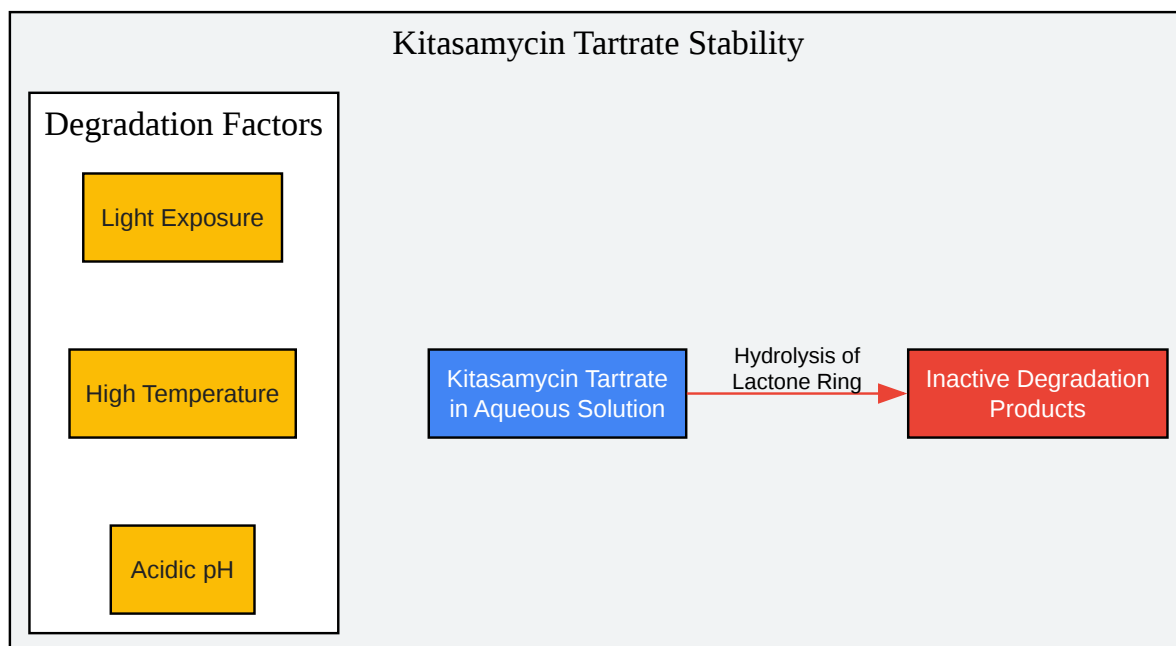 Kitasamycin Tartrate Stability
Degradation Factors
Light Exposure
High Temperature
Acidic pH
Kitasamycin Tartrate
in Aqueous Solution
Hydrolysis of
Lactone Ring
Inactive Degradation
Products